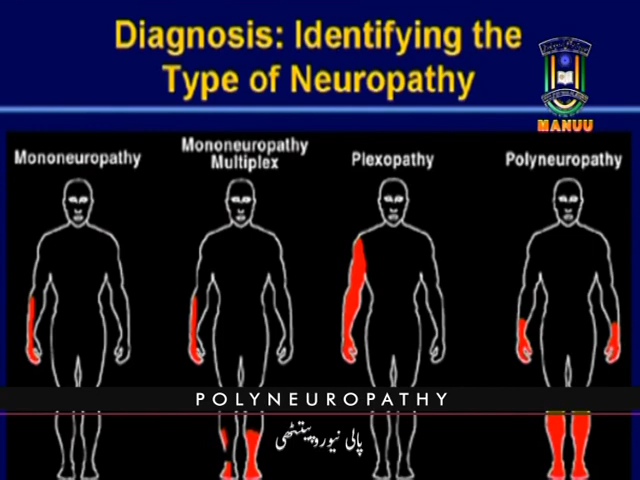 Diagnosis: Identifying the
Type of Neuropathy
MANUU
Mononeuropathy
Mononeuropathy
Multiplex
Plexopathy
Polyneuropathy
POLYNEUROPATHY
پالی نیوروپیتھی